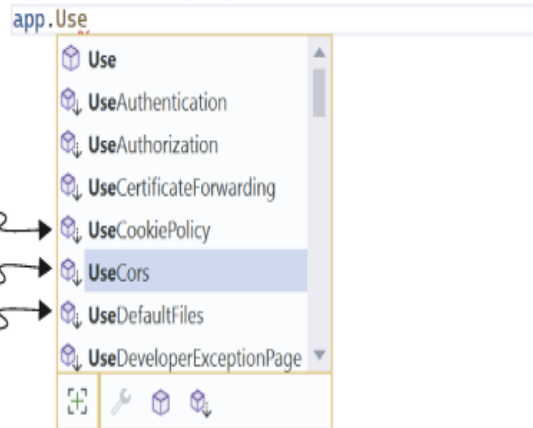 app.Use
Use
UseAuthentication
UseAuthorization
UseCertificateForwarding
UseCookiePolicy
UseCors
UseDefaultFiles
UseDeveloperExceptionPage